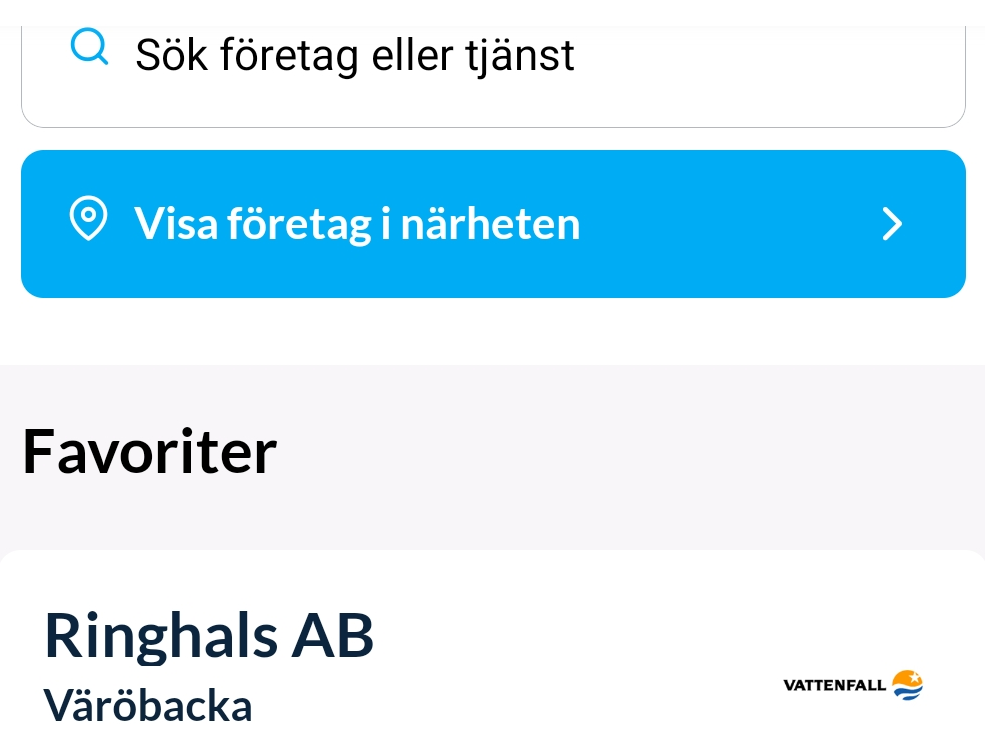 Sök företag eller tjänst
Visa företag i närheten
Favoriter
Ringhals AB
Väröbacka
VATTENFALL